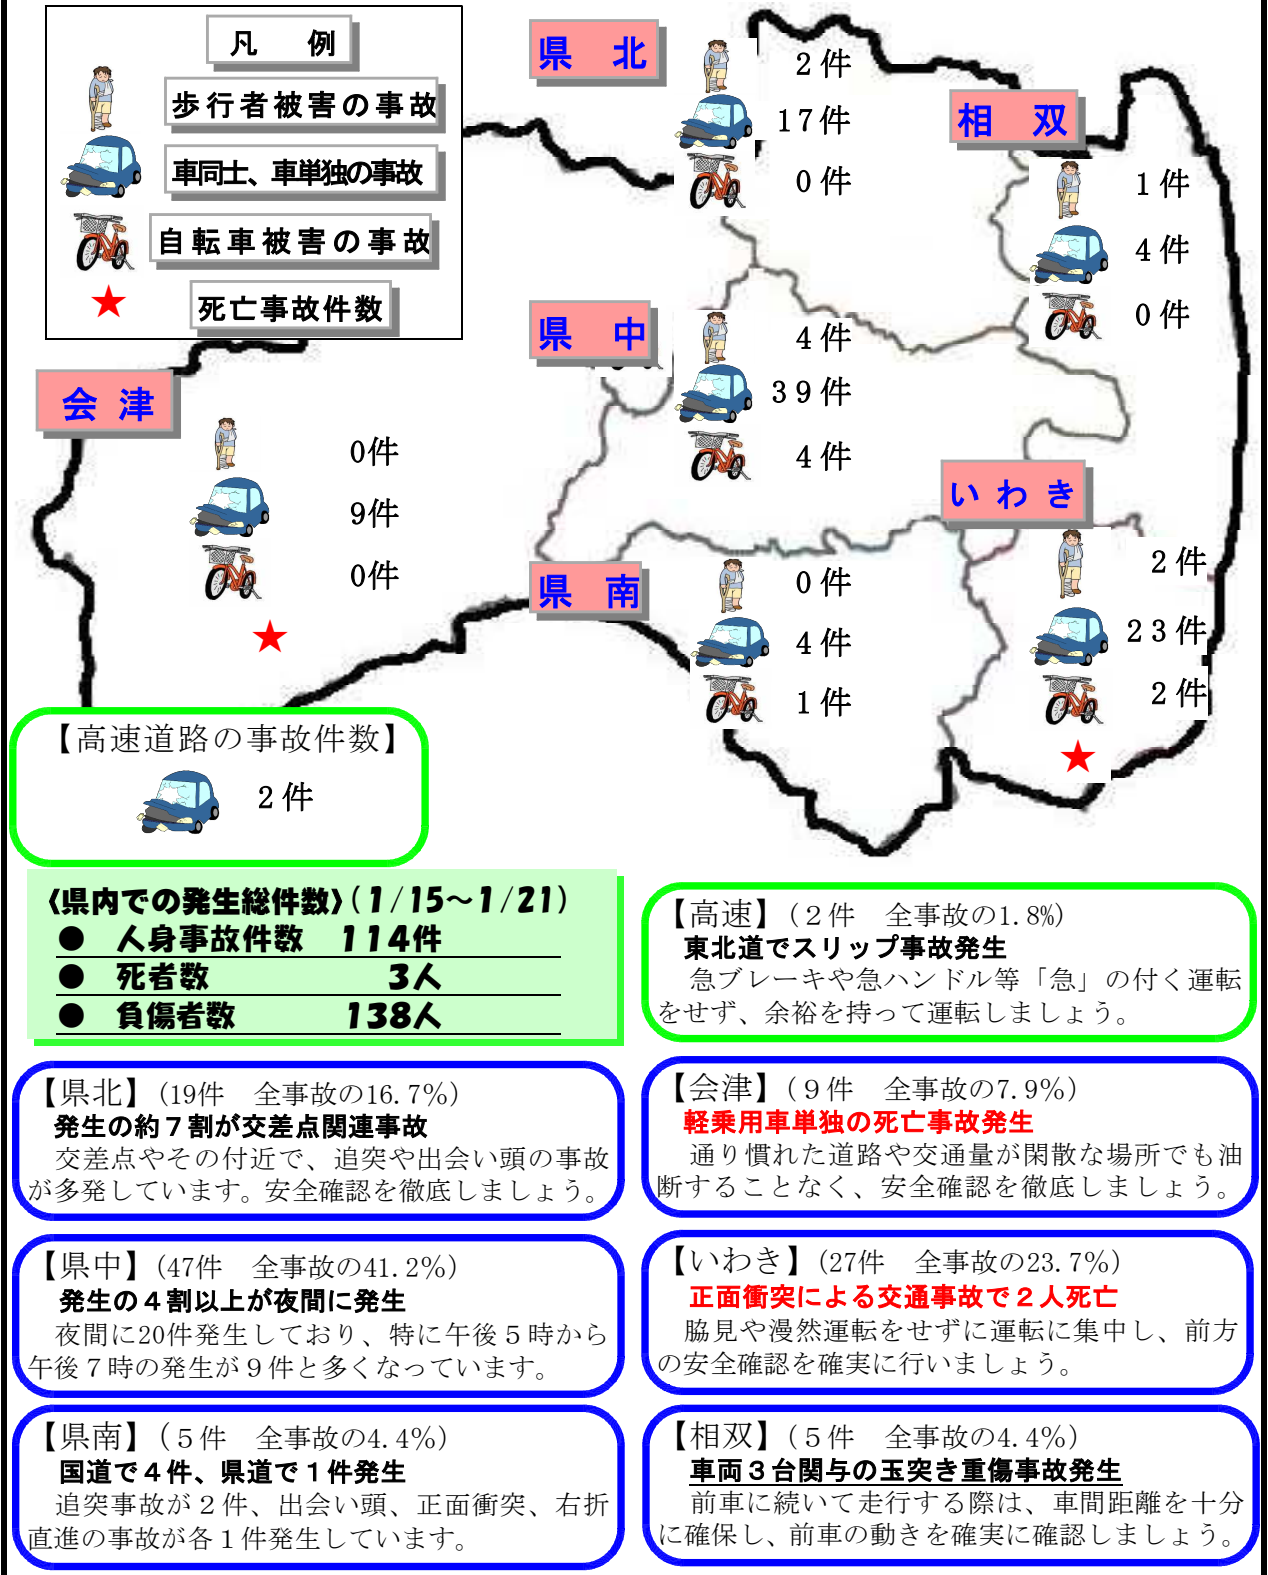 凡　例
歩行者被害の事故
車同士、車単独の事故
自転車被害の事故
死亡事故件数
県　北
2件
17件
0件
相　双
1件
4件
0件
県　中
4件
39件
4件
会　津
0件
9件
0件
いわき
2件
23件
2件
県　南
0件
4件
1件
【高速道路の事故件数】
2件
〈県内での発生総件数〉(1/15～1/21)
●　人身事故件数　114件
●　死者数　3人
●　負傷者数　138人
【高速】(２件　全事故の1.8%)
東北道でスリップ事故発生
急ブレーキや急ハンドル等「急」の付く運転
をせず、余裕を持って運転しましょう。
【県北】(19件　全事故の16.7%)
発生の約７割が交差点関連事故
交差点やその付近で、追突や出会い頭の事故
が多発しています。安全確認を徹底しましょう。
【会津】(９件　全事故の7.9%)
軽乗用車単独の死亡事故発生
通り慣れた道路や交通量が閑散な場所でも油
断することなく、安全確認を徹底しましょう。
【県中】(47件　全事故の41.2%)
発生の４割以上が夜間に発生
夜間に20件発生しており、特に午後５時から
午後７時の発生が９件と多くなっています。
【いわき】(27件　全事故の23.7%)
正面衝突による交通事故で２人死亡
脇見や漫然運転をせずに運転に集中し、前方
の安全確認を確実に行いましょう。
【県南】(５件　全事故の4.4%)
国道で４件、県道で１件発生
追突事故が２件、出会い頭、正面衝突、右折
直進の事故が各１件発生しています。
【相双】(５件　全事故の4.4%)
車両３台関与の玉突き重傷事故発生
前車に続いて走行する際は、車間距離を十分
に確保し、前車の動きを確実に確認しましょう。